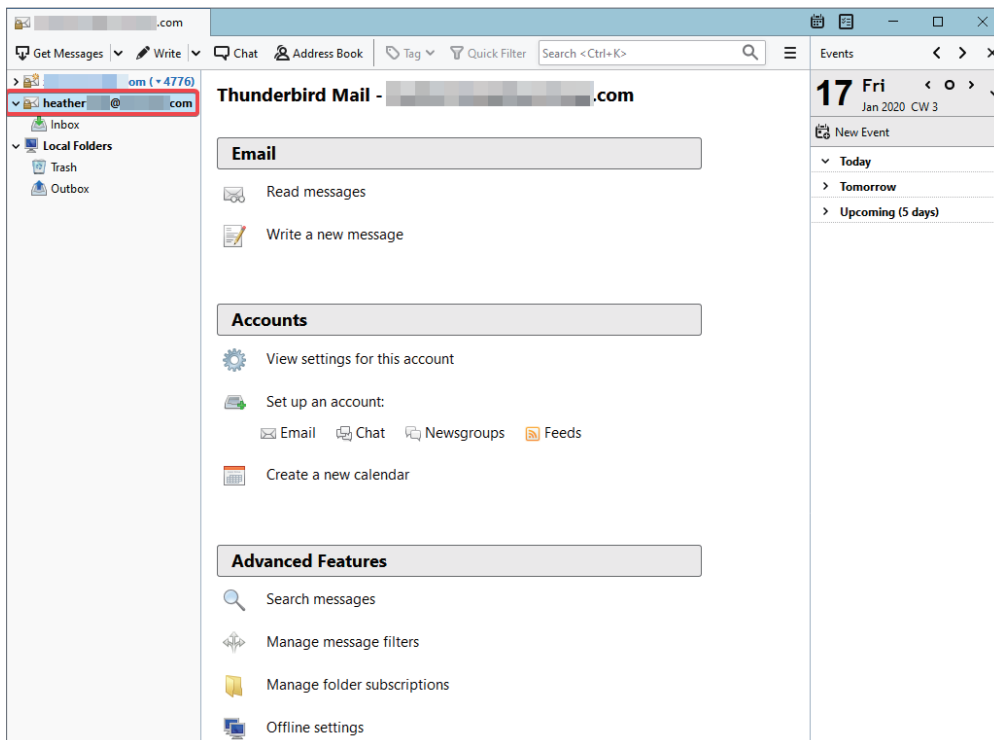 .com
Get Messages Write Chat Address Book Tag Quick Filter Search <Ctrl+K> Events
om (4776)
heather @ com
Inbox
Local Folders
Trash
Outbox
Thunderbird Mail - .com
Email
Read messages
Write a new message
Accounts
View settings for this account
Set up an account:
Email Chat Newsgroups Feeds
Create a new calendar
Advanced Features
Search messages
Manage message filters
Manage folder subscriptions
Offline settings
17 Fri
Jan 2020 CW 3
New Event
Today
Tomorrow
Upcoming (5 days)